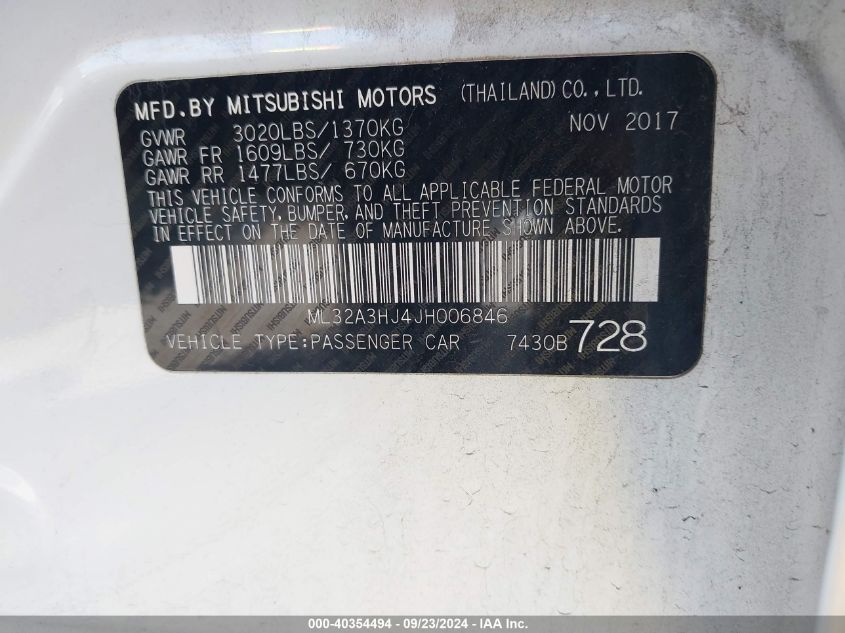 MFD.BY MITSUBISHI MOTORS (THAILAND) CO., LTD.
GVWR 3020LBS/1370KG NOV 2017
GAWR FR 1609LBS/ 730KG
GAWR RR 1477LBS/ 670KG
THIS VEHICLE CONFORMS TO ALL APPLICABLE FEDERAL MOTOR
VEHICLE SAFETY, BUMPER, AND THEFT PREVENTION STANDARDS
IN EFFECT ON THE DATE OF MANUFACTURE SHOWN ABOVE.
ML32A3HJ4JH006846
VEHICLE TYPE:PASSENGER CAR 7430B 728
000-40354494 - 09/23/2024 - IAA Inc.